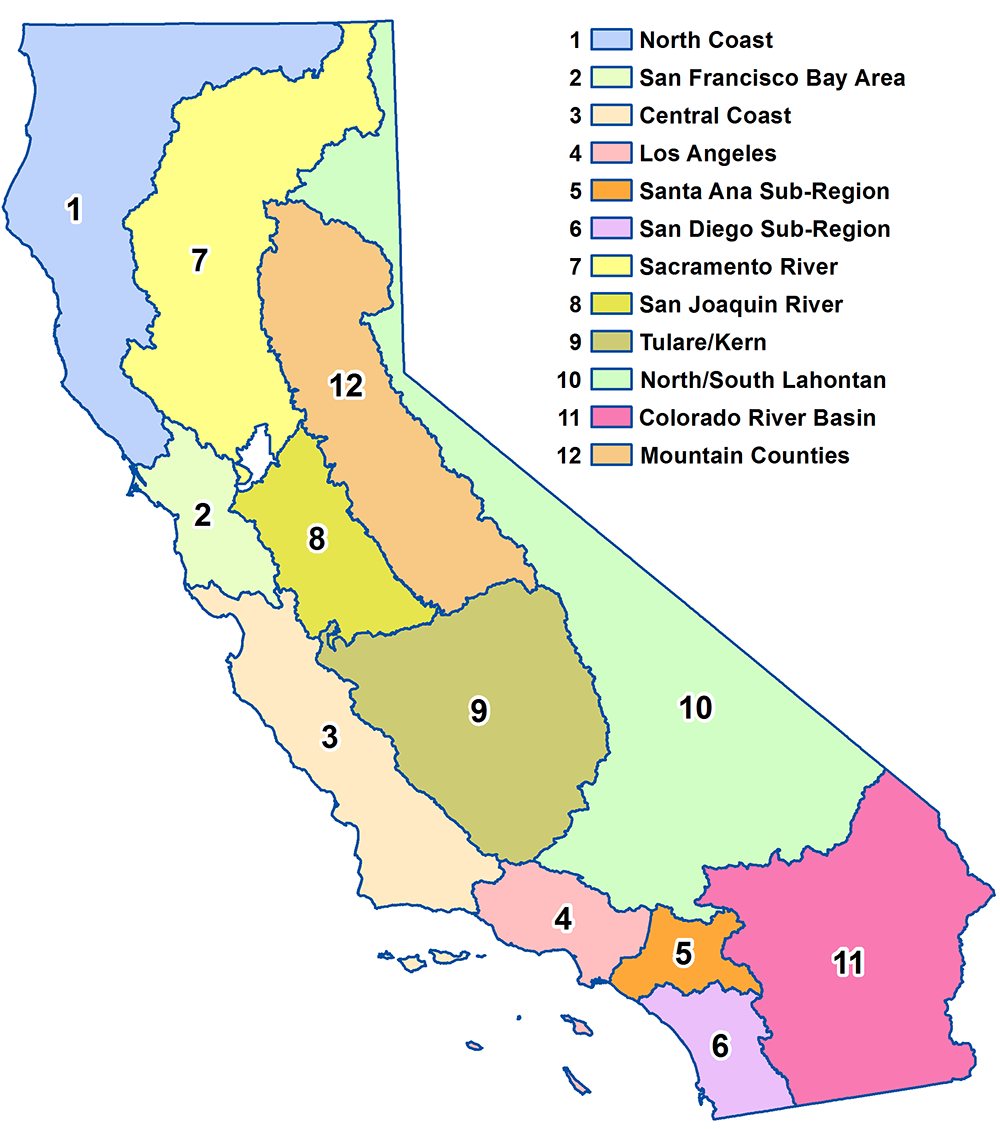 1 North Coast
2 San Francisco Bay Area
3 Central Coast
4 Los Angeles
5 Santa Ana Sub-Region
6 San Diego Sub-Region
7 Sacramento River
8 San Joaquin River
9 Tulare/Kern
10 North/South Lahontan
11 Colorado River Basin
12 Mountain Counties
1
7
12
2
8
10
9
3
4
5
11
6